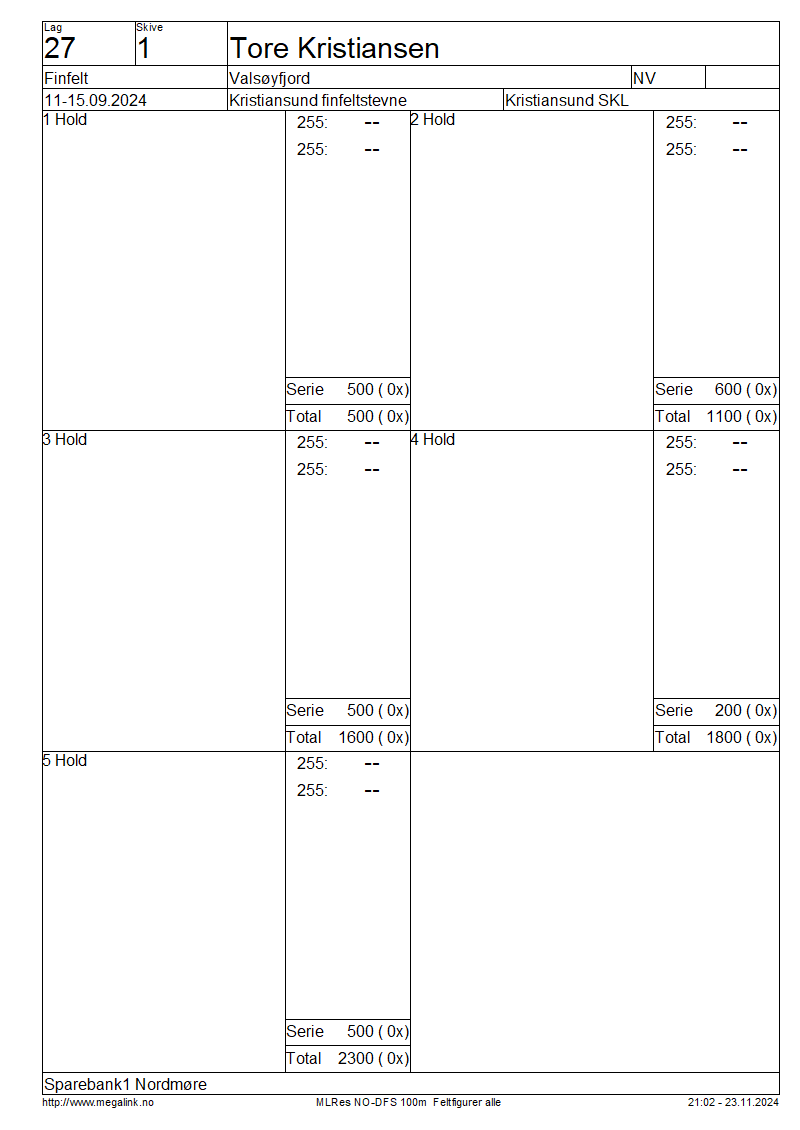 Lag
Skive
27
1
Tore Kristiansen
Finfelt
Valsøyfjord
NV
11-15.09.2024
Kristiansund finfeltstevne
Kristiansund SKL
1 Hold
255: --
255: --
Serie 500 ( 0x)
Total 500 ( 0x)
2 Hold
255: --
255: --
Serie 600 ( 0x)
Total 1100 ( 0x)
3 Hold
255: --
255: --
Serie 500 ( 0x)
Total 1600 ( 0x)
4 Hold
255: --
255: --
Serie 200 ( 0x)
Total 1800 ( 0x)
5 Hold
255: --
255: --
Serie 500 ( 0x)
Total 2300 ( 0x)
Sparebank1 Nordmøre
http://www.megalink.no
MLRes NO-DFS 100m Feltfigurer alle
21:02 - 23.11.2024